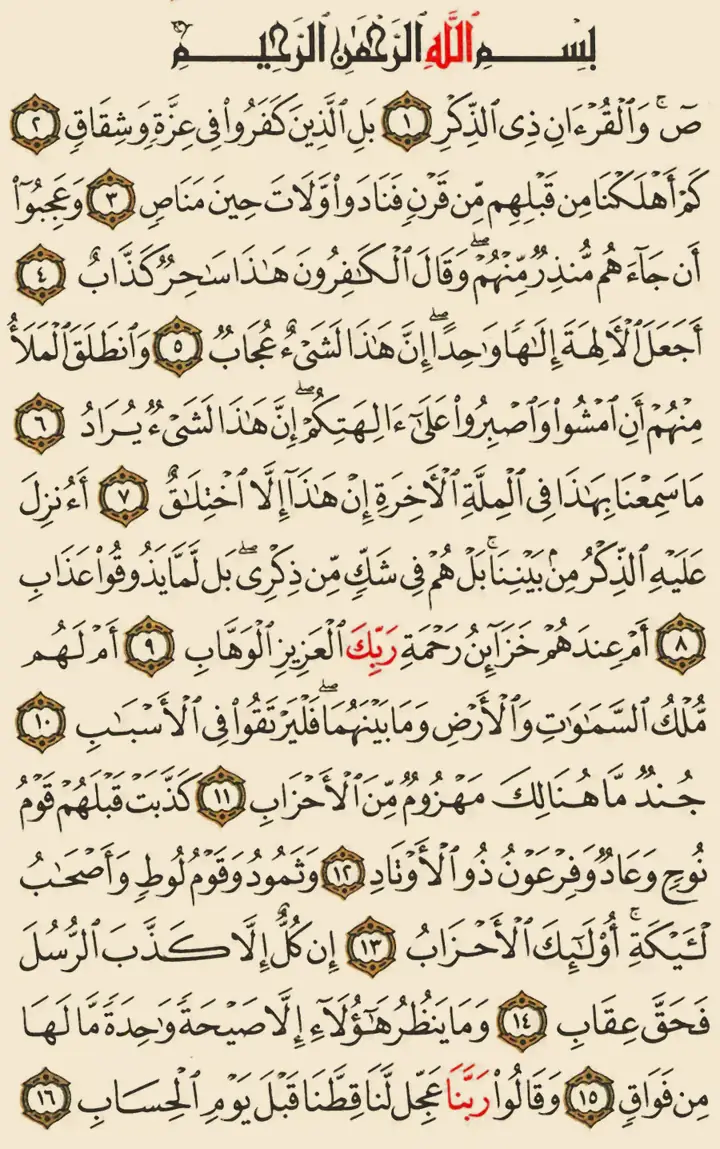 بِسْمِ ٱللَّهِ ٱلرَّحْمَٰنِ ٱلرَّحِيمِ
صٓ ۚ وَٱلْقُرْءَانِ ذِى ٱلذِّكْرِ ١ بَلِ ٱلَّذِينَ كَفَرُوا۟ فِى عِزَّةٍ وَشِقَاقٍ ٢
كَمْ أَهْلَكْنَا مِن قَبْلِهِم مِّن قَرْنٍ فَنَادَوا۟ وَّلَاتَ حِينَ مَنَاصٍ ٣ وَعَجِبُوٓا۟
أَن جَآءَهُم مُّنذِرٌ مِّنْهُمْ ۖ وَقَالَ ٱلْكَٰفِرُونَ هَٰذَا سَٰحِرٌ كَذَّابٌ ٤
أَجَعَلَ ٱلْأَلِهَةَ إِلَٰهًا وَٰحِدًا ۖ إِنَّ هَٰذَا لَشَىْءٌ عُجَابٌ ٥ وَٱنطَلَقَ ٱلْمَلَأُ
مِنْهُمْ أَنِ ٱمْشُوا۟ وَٱصْبِرُوا۟ عَلَىٰٓ ءَالِهَتِكُمْ ۖ إِنَّ هَٰذَا لَشَىْءٌ يُرَادُ ٦
مَا سَمِعْنَا بِهَٰذَا فِى ٱلْمِلَّةِ ٱلْأَخِرَةِ إِنْ هَٰذَآ إِلَّا ٱخْتِلَٰقٌ ٧ أَءُنزِلَ
عَلَيْهِ ٱلذِّكْرُ مِنۢ بَيْنِنَا ۚ بَلْ هُمْ فِى شَكٍّ مِّن ذِكْرِى ۖ بَل لَّمَّا يَذُوقُوا۟ عَذَابِ
٨ أَمْ عِندَهُمْ خَزَآئِنُ رَحْمَةِ رَبِّكَ ٱلْعَزِيزِ ٱلْوَهَّابِ ٩ أَمْ لَهُم
مُّلْكُ ٱلسَّمَٰوَٰتِ وَٱلْأَرْضِ وَمَا بَيْنَهُمَا ۖ فَلْيَرْتَقُوا۟ فِى ٱلْأَسْبَٰبِ ١٠
جُندٌ مَّا هُنَالِكَ مَهْزُومٌ مِّنَ ٱلْأَحْزَابِ ١١ كَذَّبَتْ قَبْلَهُمْ قَوْمُ
نُوحٍ وَعَادٌ وَفِرْعَوْنُ ذُو ٱلْأَوْتَادِ ١٢ وَثَمُودُ وَقَوْمُ لُوطٍ وَأَصْحَٰبُ
لْـَٔيْكَةِ ۚ أُو۟لَٰٓئِكَ ٱلْأَحْزَابُ ١٣ إِن كُلٌّ إِلَّا كَذَّبَ ٱلرُّسُلَ
فَحَقَّ عِقَابِ ١٤ وَمَا يَنظُرُ هَٰٓؤُلَآءِ إِلَّا صَيْحَةً وَٰحِدَةً مَّا لَهَا
مِن فَوَاقٍ ١٥ وَقَالُوا۟ رَبَّنَا عَجِّل لَّنَا قِطَّنَا قَبْلَ يَوْمِ ٱلْحِسَابِ ١٦